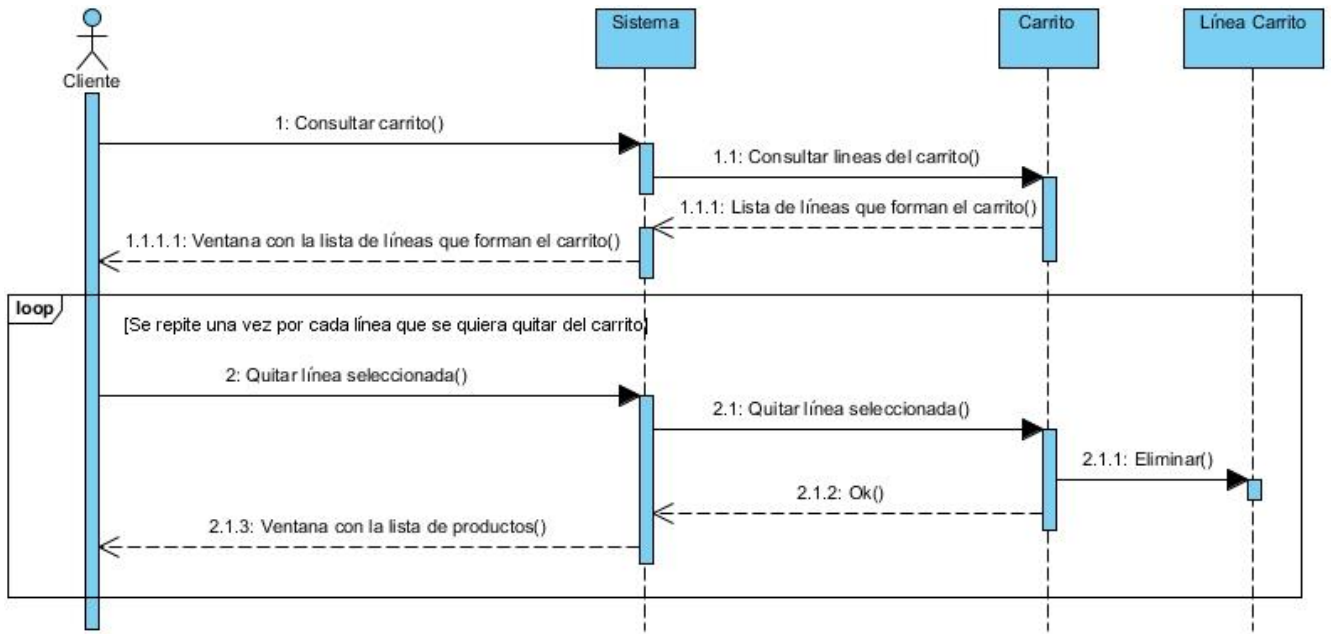 Cliente
Sistema
Carrito
Línea Carrito
1: Consultar carrito()
1.1: Consultar lineas del carrito()
1.1.1: Lista de líneas que forman el carrito()
1.1.1.1: Ventana con la lista de líneas que forman el carrito()
loop
[Se repite una vez por cada línea que se quiera quitar del carrito]
2: Quitar línea seleccionada()
2.1: Quitar línea seleccionada()
2.1.1: Eliminar()
2.1.2: Ok()
2.1.3: Ventana con la lista de productos()